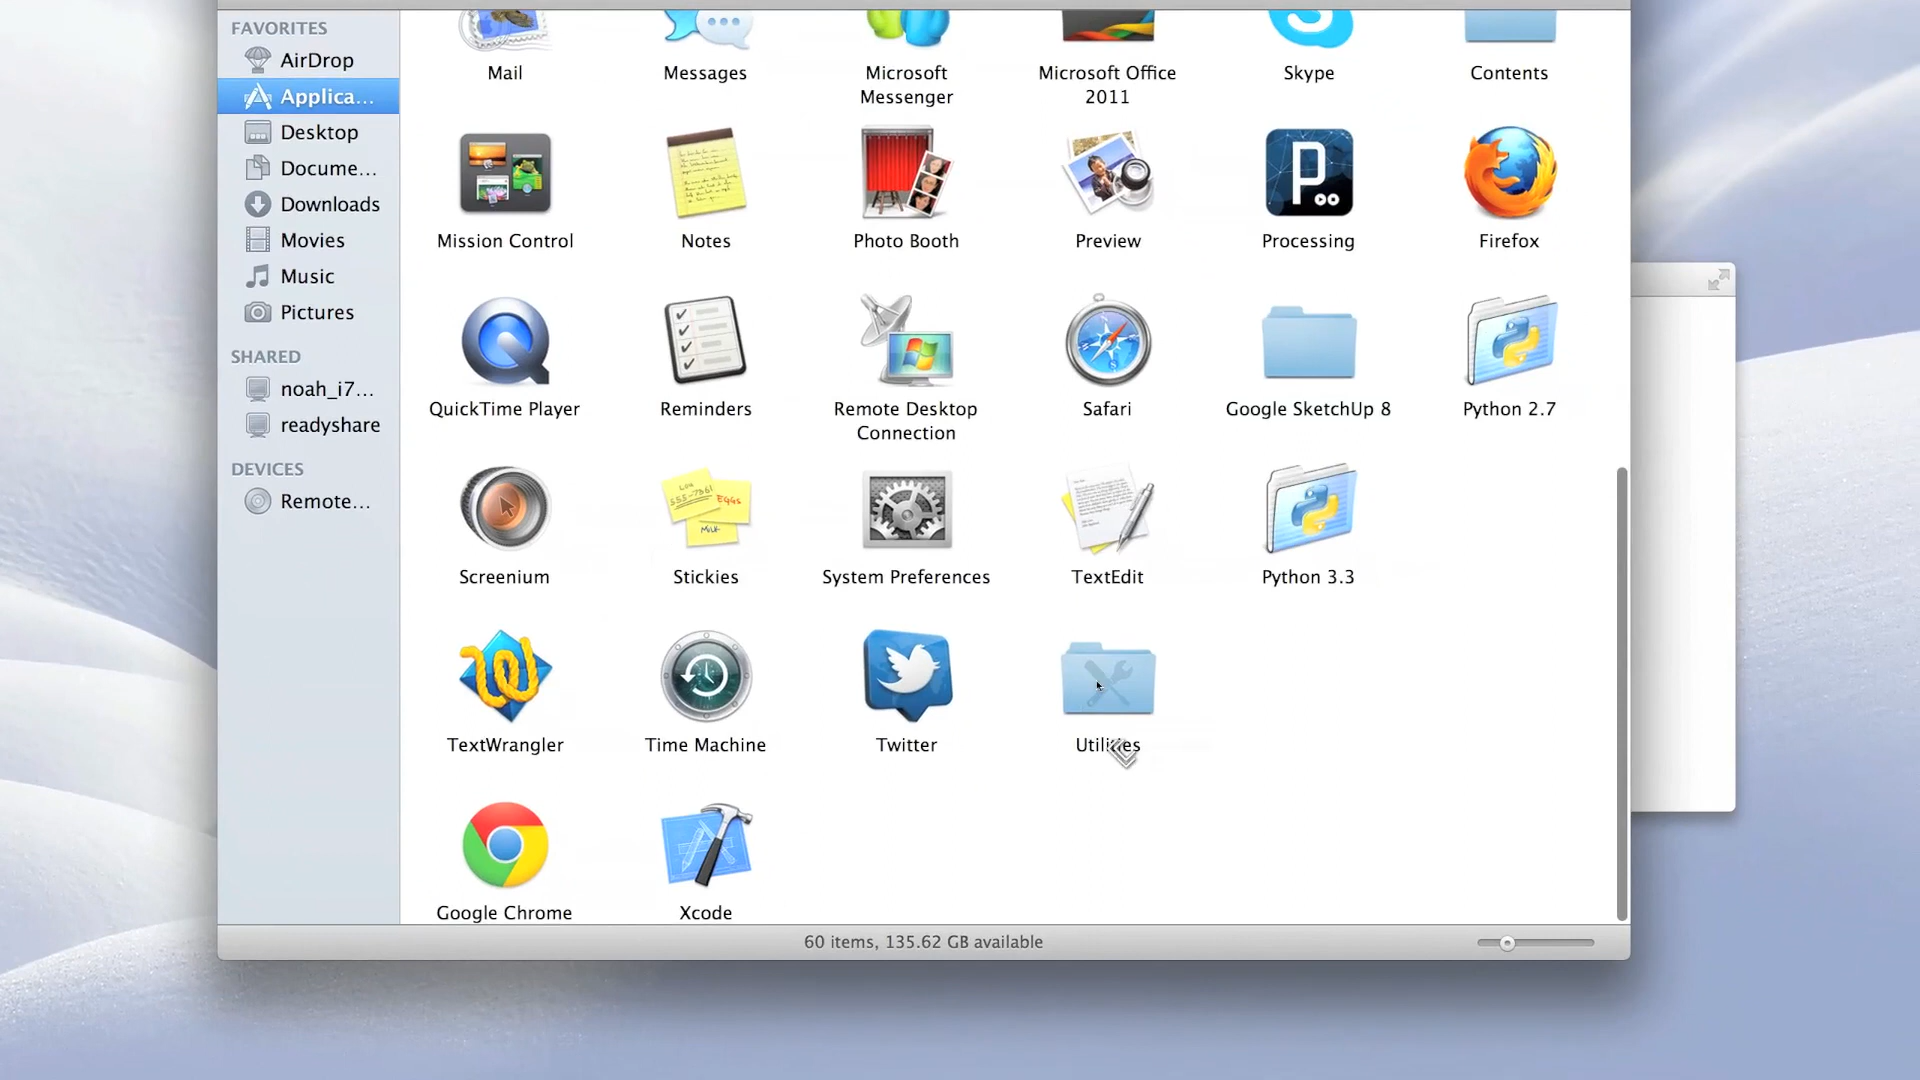 FAVORITES
AirDrop
Applica...
Desktop
Docume...
Downloads
Movies
Music
Pictures
SHARED
noah_i7...
readyshare
DEVICES
Remote...
Mail
Messages
Microsoft
Messenger
Microsoft Office
2011
Skype
Contents
Mission Control
Notes
Photo Booth
Preview
Processing
Firefox
QuickTime Player
Reminders
Remote Desktop
Connection
Safari
Google SketchUp 8
Python 2.7
Screenium
Stickies
System Preferences
TextEdit
Python 3.3
TextWrangler
Time Machine
Twitter
Utilities
Google Chrome
Xcode
60 items, 135.62 GB available